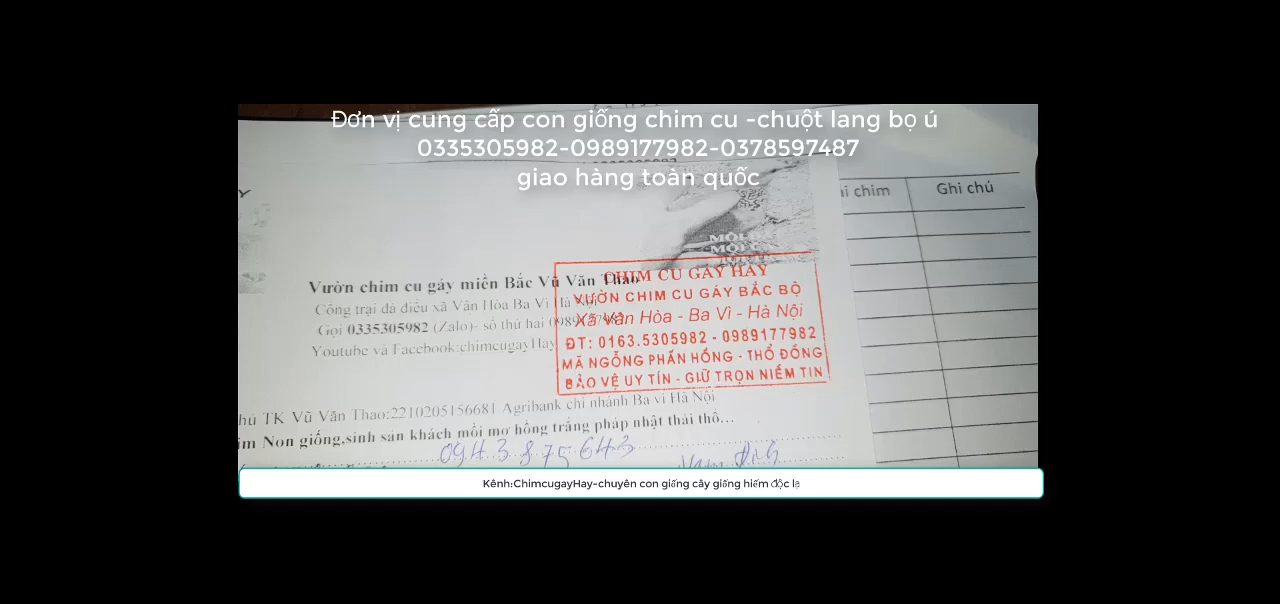 Đơn vị cung cấp con giống chim cu -chuột lang bọ ú
0335305982-0989177982-0378597487
giao hàng toàn quốc
Ghi chú
chim
Vườn chim cu gáy miền Bắc Vũ Văn Thao
Công trại đà điểu xã Vân Hòa Ba Vì Hà Nội
Gọi 0335305982 (Zalo)- số thứ hai 0989177982
Youtube và Facebook:chimcugayHay
CHIM CU GÁY HAY
VƯỜN CHIM CU GÁY BẮC BỘ
Xã Vân Hòa - Ba Vì - Hà Nội
ĐT: 0163.5305982 - 0989177982
MÃ NGỖNG PHẤN HỒNG - THỔ ĐỒNG
BẢO VỆ UY TÍN - GIỮ TRỌN NIỀM TIN
TK Vũ Văn Thao:2210205156681 Agribank chi nhánh Ba vì Hà Nội
Non giống,sinh sản khách mồi mơ hồng trắng pháp nhật thái thổ...
0943875643
Nam Định
Kênh:ChimcugayHay-chuyên con giống cây giống hiếm độc lạ